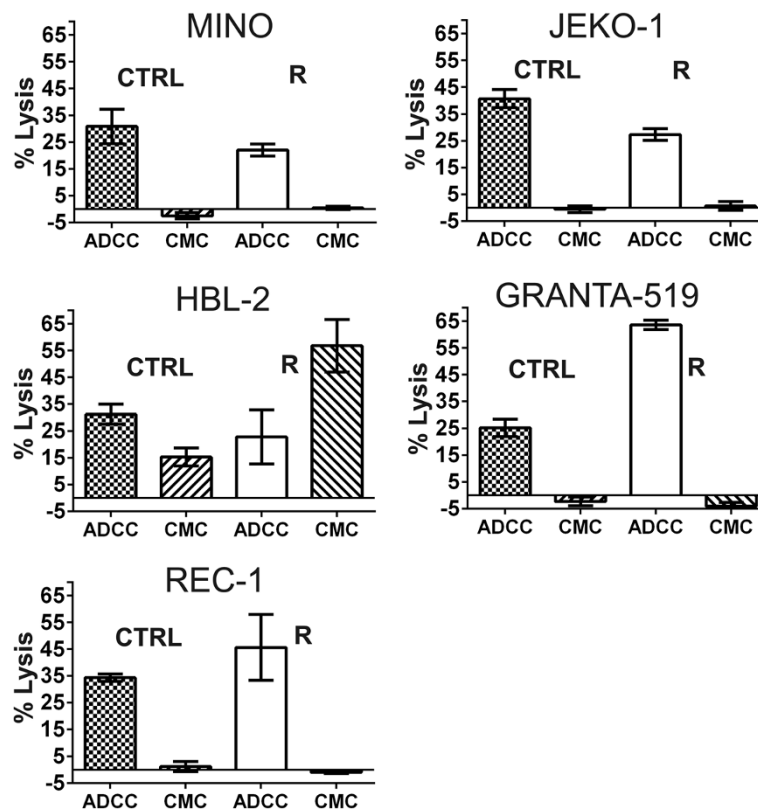 MINO
% Lysis
65
55
45
35
25
15
5
-5
CTRL
R
ADCC CMC ADCC CMC
JEKO-1
% Lysis
65
55
45
35
25
15
5
-5
CTRL
R
ADCC CMC ADCC CMC
HBL-2
% Lysis
65
55
45
35
25
15
5
-5
CTRL
R
ADCC CMC ADCC CMC
GRANTA-519
% Lysis
65
55
45
35
25
15
5
-5
CTRL
R
ADCC CMC ADCC CMC
REC-1
% Lysis
65
55
45
35
25
15
5
-5
CTRL
R
ADCC CMC ADCC CMC